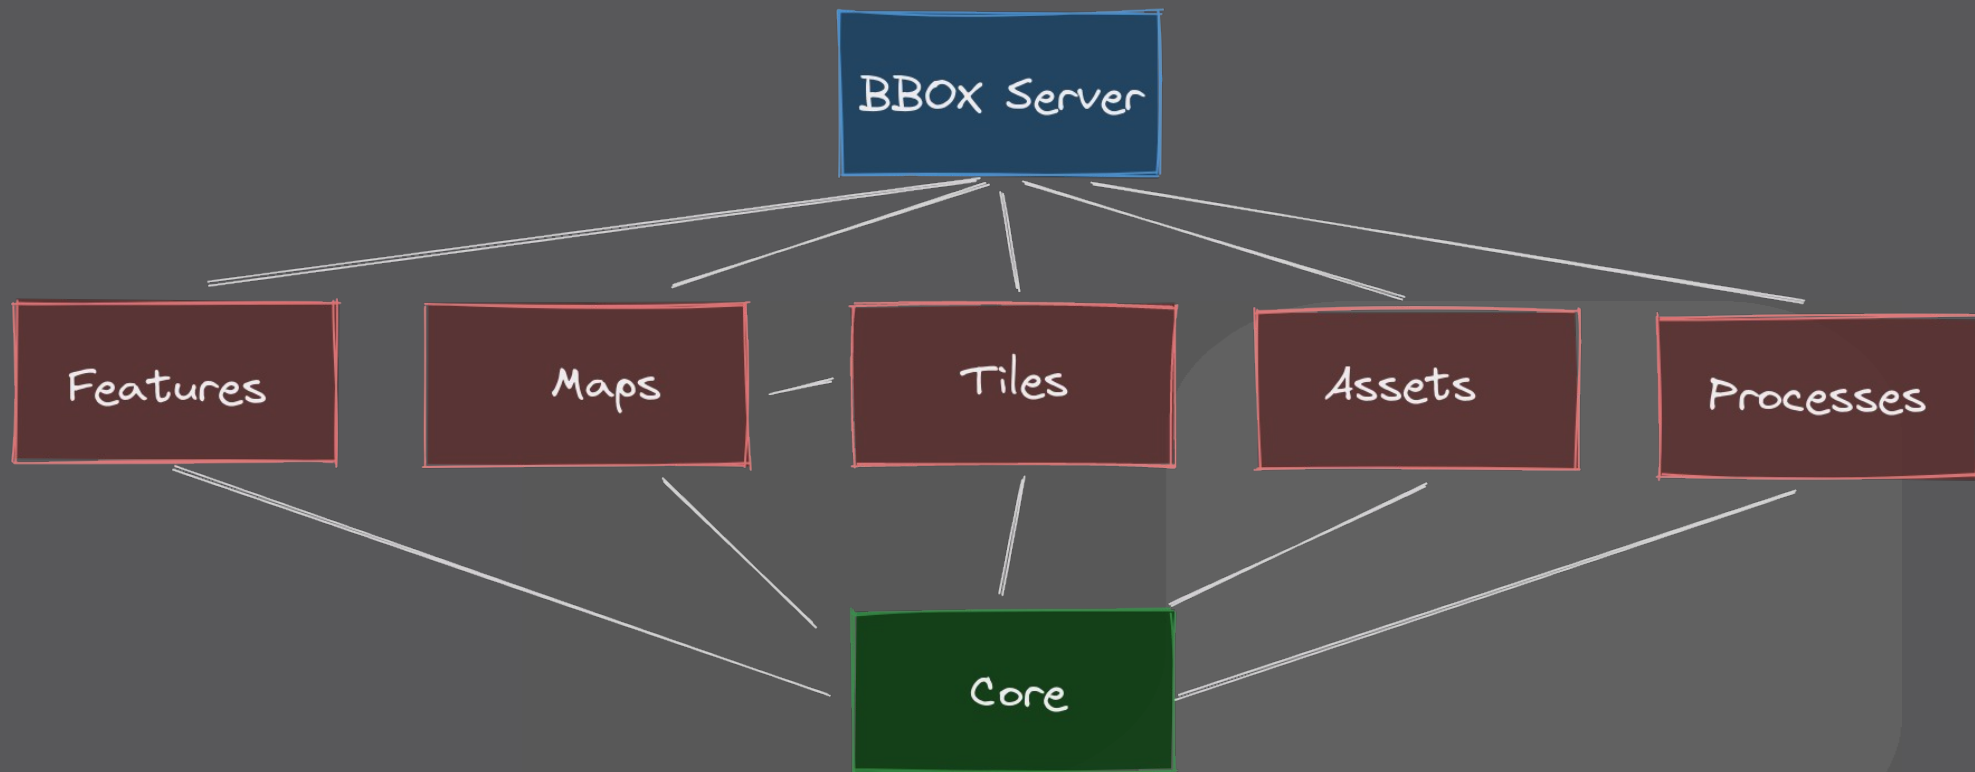 BBOX Server
Features
Maps
Tiles
Assets
Processes
Core